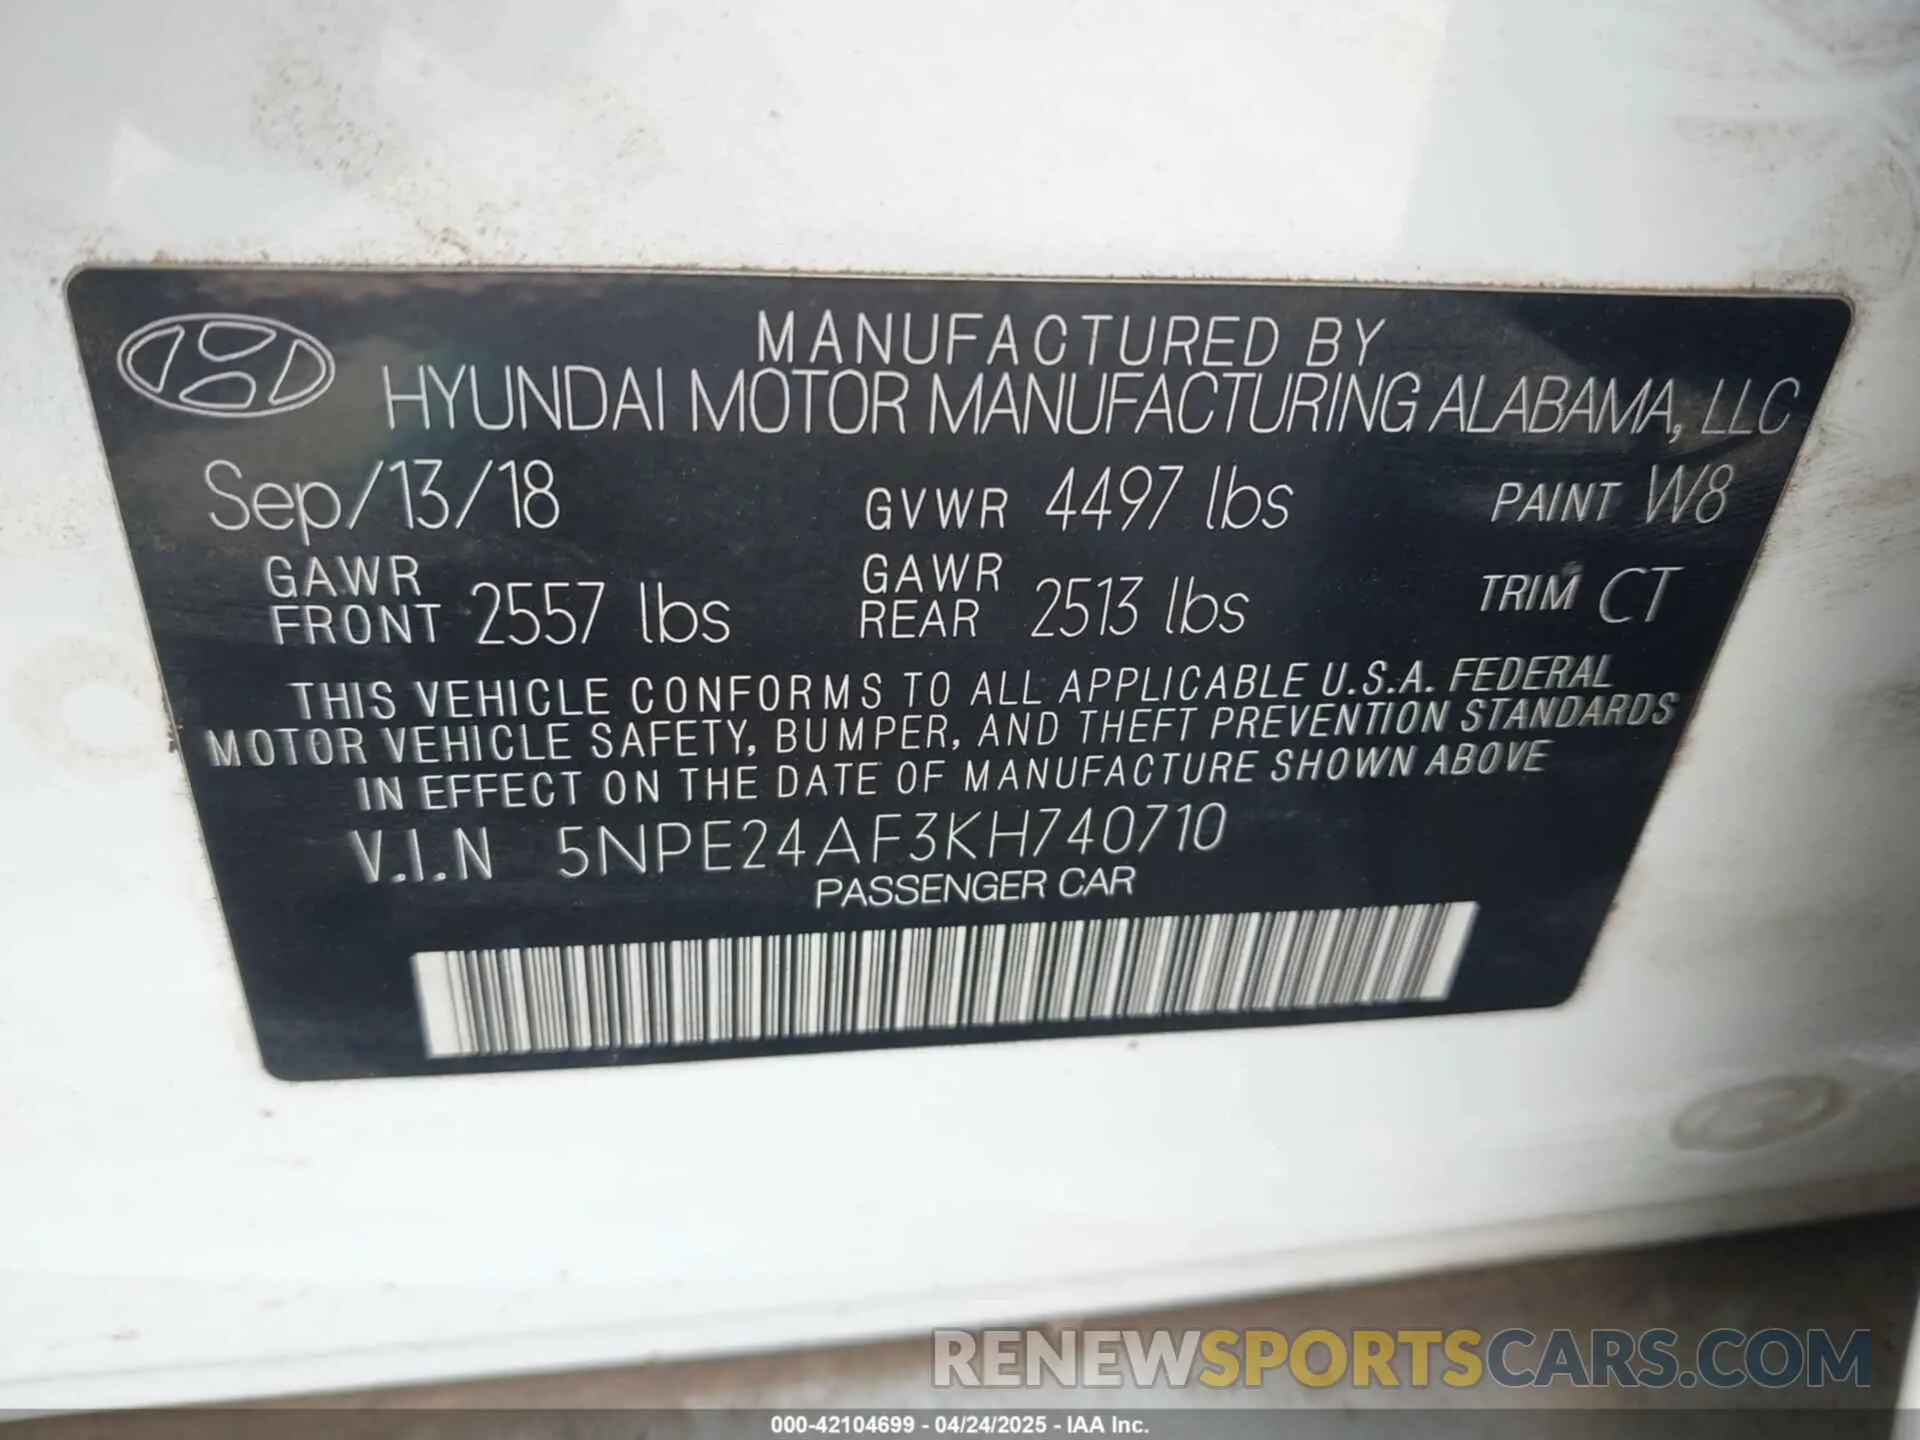 MANUFACTURED BY
HYUNDAI MOTOR MANUFACTURING ALABAMA, LLC
Sep/13/18 GVWR 4497 lbs PAINT W8
GAWR FRONT 2557 lbs GAWR REAR 2513 lbs TRIM CT
THIS VEHICLE CONFORMS TO ALL APPLICABLE U.S.A. FEDERAL
MOTOR VEHICLE SAFETY, BUMPER, AND THEFT PREVENTION STANDARDS
IN EFFECT ON THE DATE OF MANUFACTURE SHOWN ABOVE
V.I.N 5NPE24AF3KH740710
PASSENGER CAR
RENEWSPORTSCARS.COM
000-42104699 - 04/24/2025 - IAA Inc.